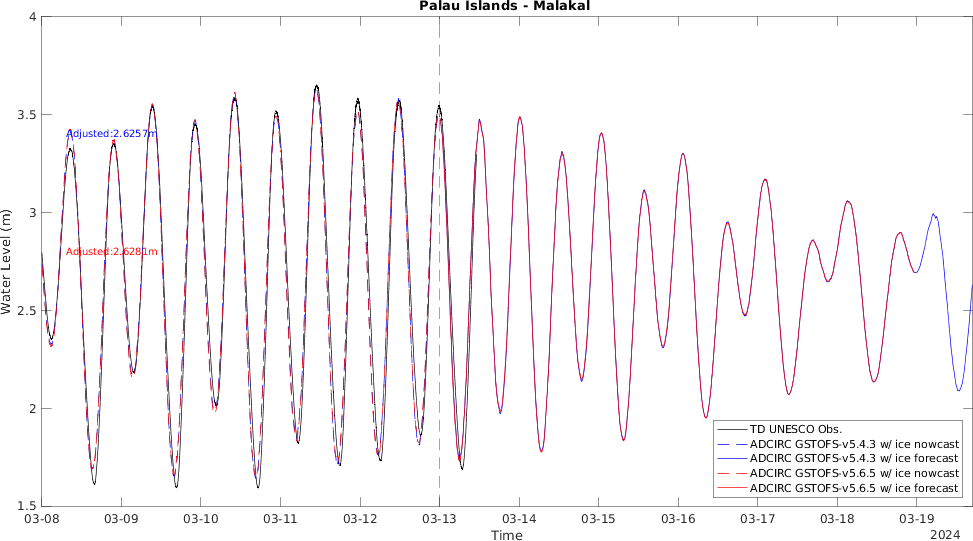 Palau Islands - Malakal
4
3.5
3
2.5
2
1.5
Water Level (m)
Adjusted:2.6257m
Adjusted:2.6281m
TD UNESCO Obs.
ADCIRC GSTOFS-v5.4.3 w/ ice nowcast
ADCIRC GSTOFS-v5.4.3 w/ ice forecast
ADCIRC GSTOFS-v5.6.5 w/ ice nowcast
ADCIRC GSTOFS-v5.6.5 w/ ice forecast
03-08 03-09 03-10 03-11 03-12 03-13 03-14 03-15 03-16 03-17 03-18 03-19
2024
Time